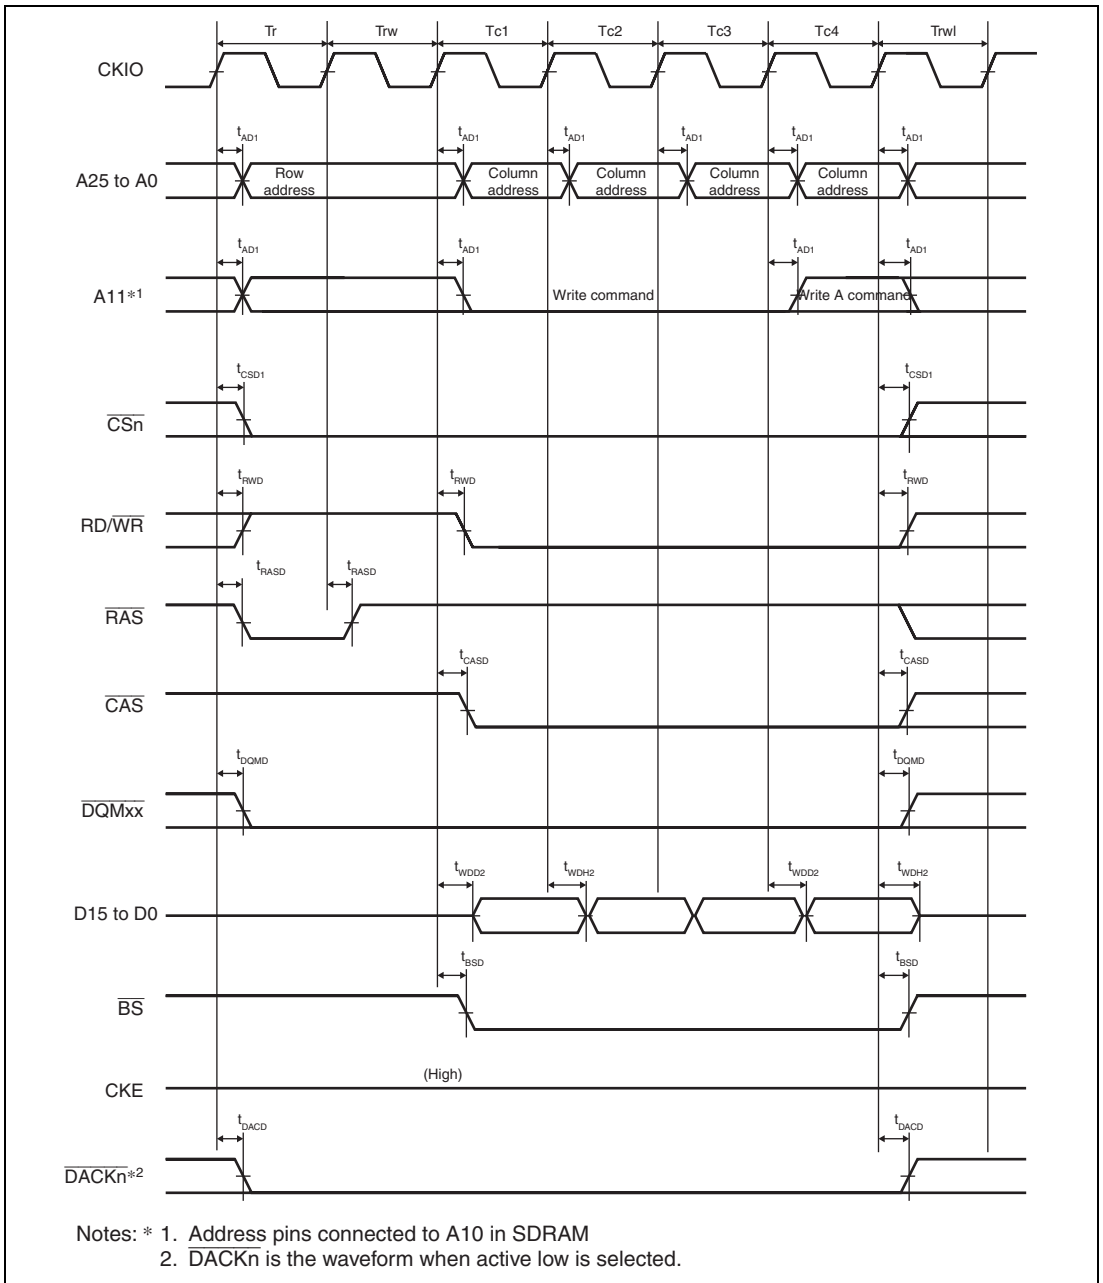 Tr Trw Tc1 Tc2 Tc3 Tc4 Trwl
CKIO
tAD1 tAD1 tAD1 tAD1 tAD1 tAD1
A25 to A0
Row address
Column address
Column address
Column address
Column address
tAD1 tAD1 tAD1 tAD1
A11*1
Write command
Write A command
tCSD1 tCSD1
CSn
tRWD tRWD tRWD
RD/WR
tRASD tRASD
RAS
tCASD tCASD
CAS
tDQMD tDQMD
DQMxx
tWDD2 tWDH2 tWDD2 tWDH2
D15 to D0
tBSD tBSD
BS
(High)
CKE
tDACD tDACD
DACKn*2
Notes: * 1. Address pins connected to A10 in SDRAM
2. DACKn is the waveform when active low is selected.